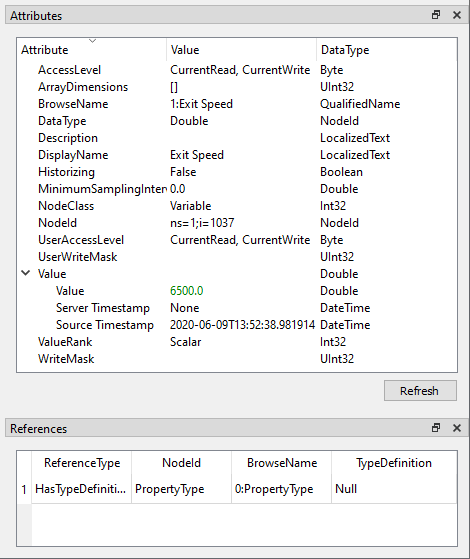 Attributes
Attribute Value DataType
AccessLevel CurrentRead, CurrentWrite Byte
ArrayDimensions [] UInt32
BrowseName 1:Exit Speed QualifiedName
DataType Double NodeId
Description LocalizedText
DisplayName Exit Speed LocalizedText
Historizing False Boolean
MinimumSamplingInter 0.0 Double
NodeClass Variable Int32
NodeId ns=1;i=1037 NodeId
UserAccessLevel CurrentRead, CurrentWrite Byte
UserWriteMask UInt32
Value Double
Value 6500.0 Double
Server Timestamp None DateTime
Source Timestamp 2020-06-09T13:52:38.981914 DateTime
ValueRank Scalar Int32
WriteMask UInt32
Refresh
References
ReferenceType NodeId BrowseName TypeDefinition
1 HasTypeDefiniti... PropertyType 0:PropertyType Null